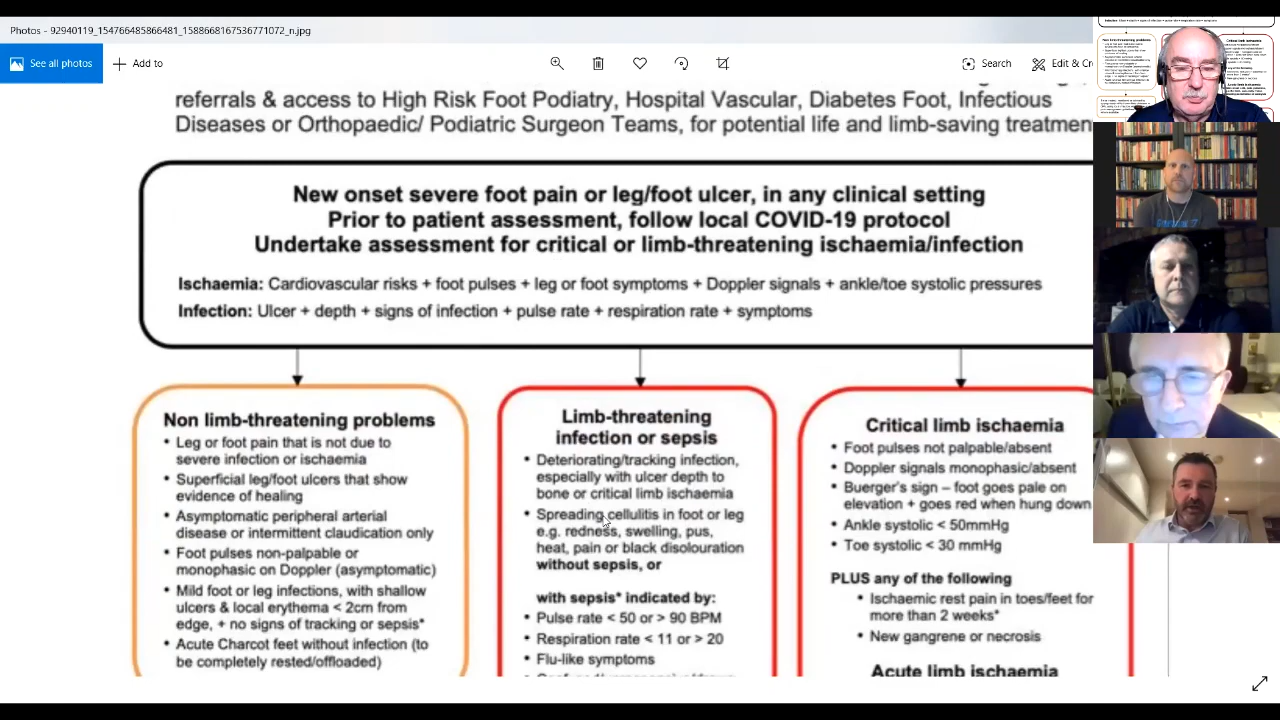 Photos - 92940119_154766485866481_1588668167536771072_n.jpg
See all photos
Add to
Search
Edit & Cr
referrals & access to High risk Foot Podiatry, Hospital Vascular, Diabetes Foot, Infectious
Diseases or Orthopaedic/ Podiatric Surgeon Teams, for potential life and limb-saving treatmen
New onset severe foot pain or leg/foot ulcer, in any clinical setting
Prior to patient assessment, follow local COVID-19 protocol
Undertake assessment for critical or limb-threatening ischaemia/infection
Ischaemia: Cardiovascular risks + foot pulses + leg or foot symptoms + Doppler signals + ankle/toe systolic pressures
Infection: Ulcer + depth + signs of infection + pulse rate + respiration rate + symptoms
Non limb-threatening problems
• Leg or foot pain that is not due to
severe infection or ischaemia
• Superficial leg/foot ulcers that show
evidence of healing
• Asymptomatic peripheral arterial
disease or intermittent claudication only
• Foot pulses non-palpable or
monophasic on Doppler (asymptomatic)
• Mild foot or leg infections, with shallow
ulcers & local erythema < 2cm from
edge, + no signs of tracking or sepsis*
• Acute Charcot feet without infection (to
be completely rested/offloaded)
Limb-threatening
infection or sepsis
• Deteriorating/tracking infection,
especially with ulcer depth to
bone or critical limb ischaemia
• Spreading cellulitis in foot or leg
e.g. redness, swelling, pus,
heat, pain or black disolouration
without sepsis, or
with sepsis* indicated by:
• Pulse rate < 50 or > 90 BPM
• Respiration rate < 11 or > 20
• Flu-like symptoms
Critical limb ischaemia
• Foot pulses not palpable/absent
• Doppler signals monophasic/absent
• Buerger's sign – foot goes pale on
elevation + goes red when hung down
• Ankle systolic < 50mmHg
• Toe systolic < 30 mmHg
PLUS any of the following
• Ischaemic rest pain in toes/feet for
more than 2 weeks*
• New gangrene or necrosis
Acute limb ischaemia
Non limb-threatening problems
Critical limb ischaemia